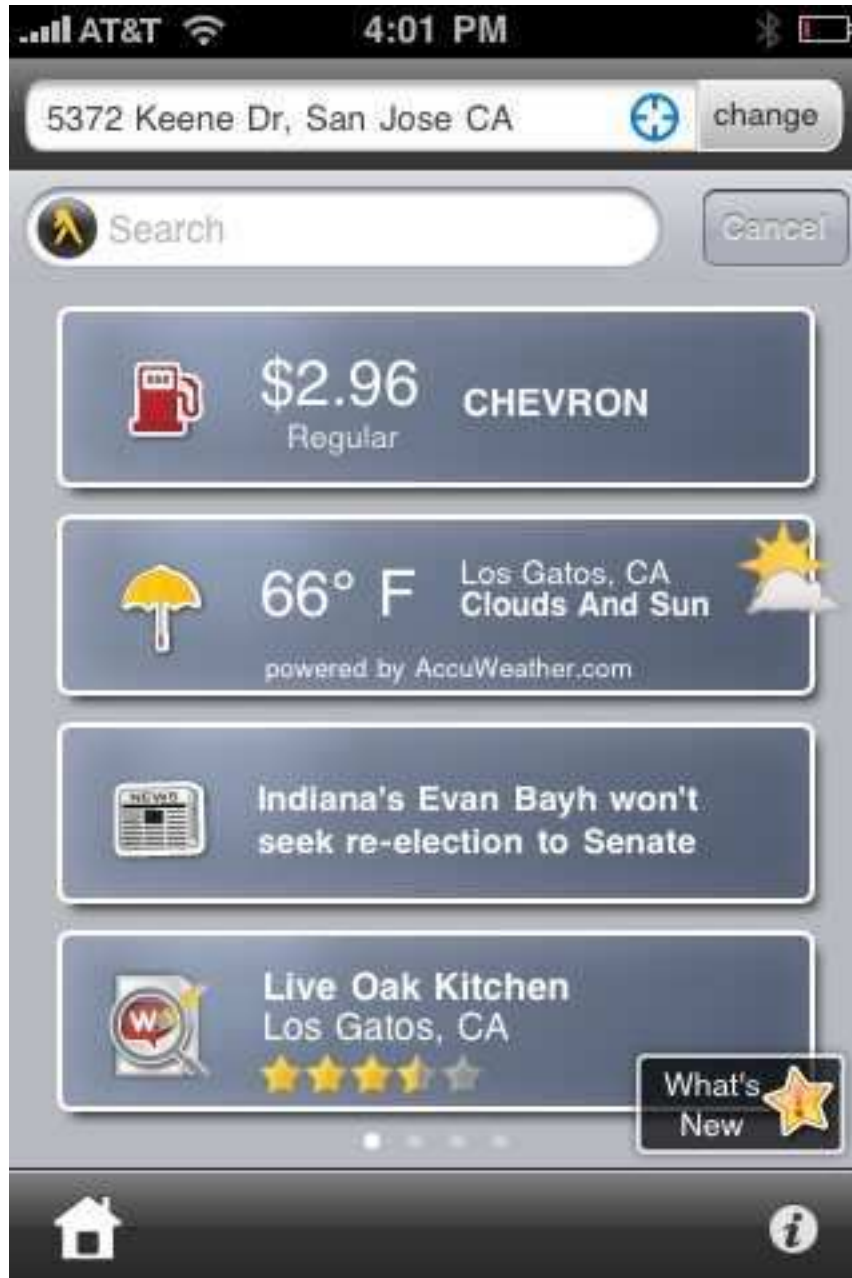 AT&T 4:01 PM
5372 Keene Dr, San Jose CA change
Search Cancel
$2.96 CHEVRON
Regular
66° F Los Gatos, CA
Clouds And Sun
powered by AccuWeather.com
NEWS
Indiana's Evan Bayh won't
seek re-election to Senate
W
Live Oak Kitchen
Los Gatos, CA
What's
New
i